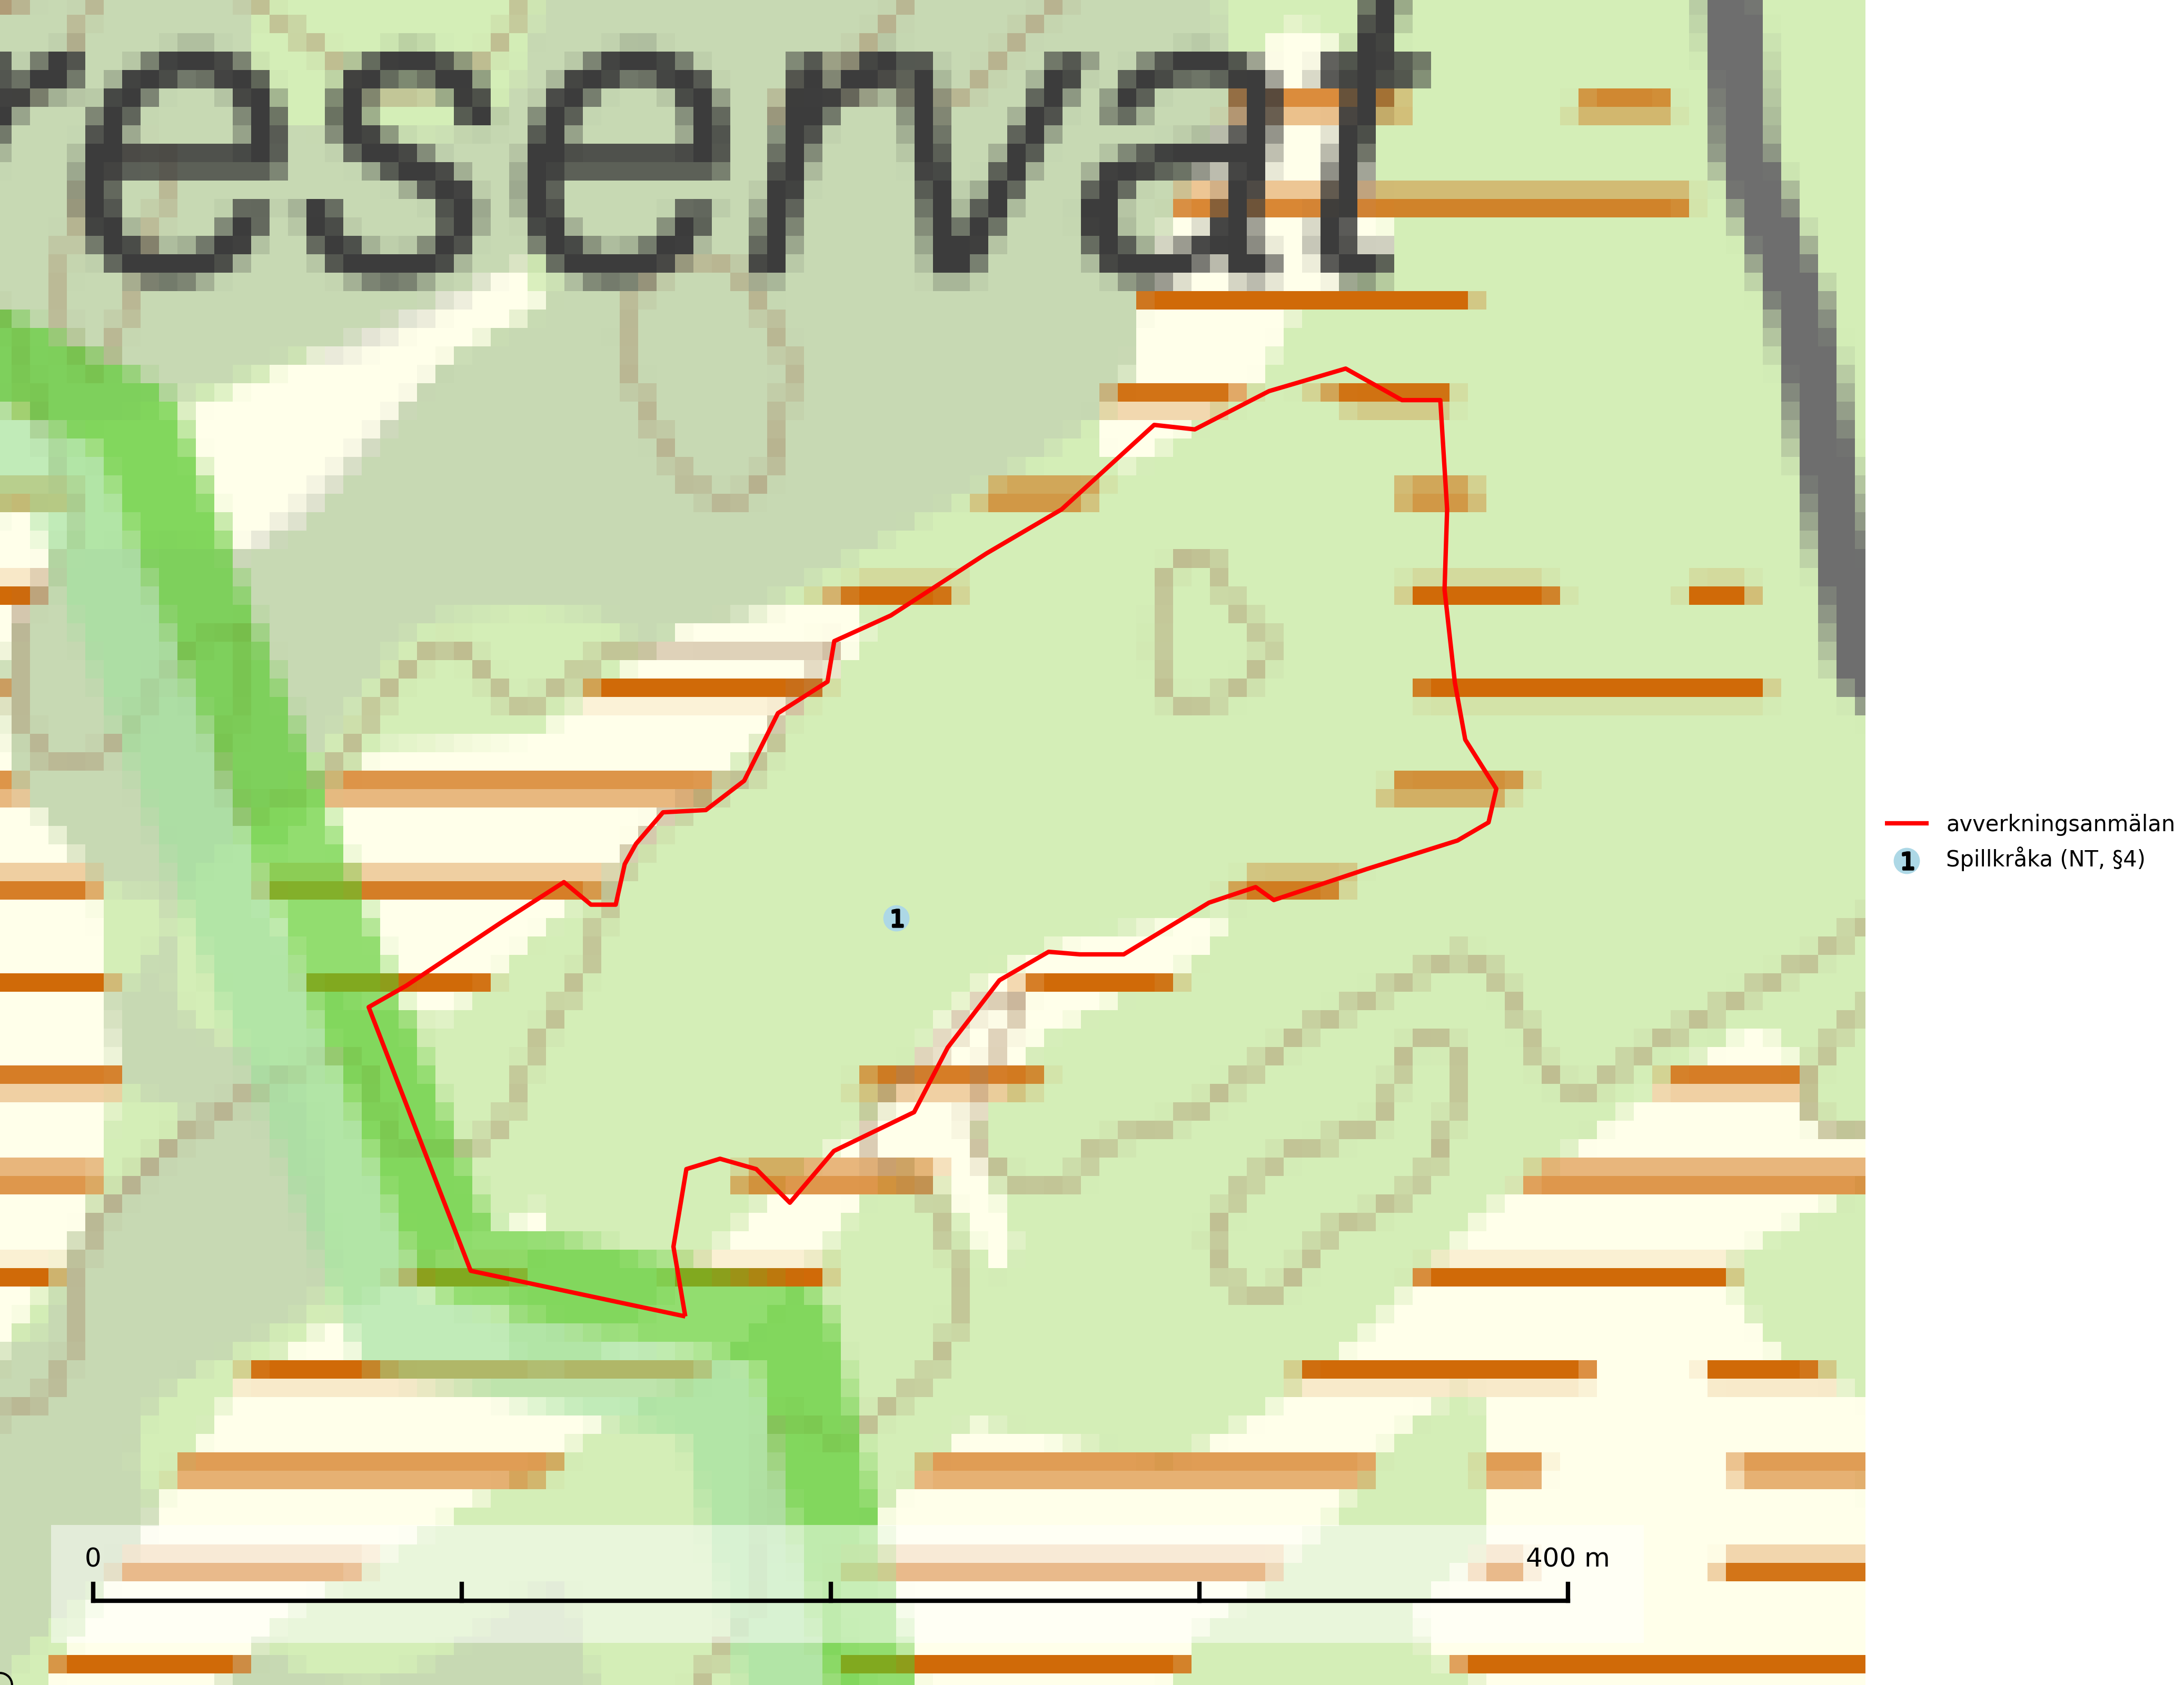 reservat
avverkningsanmälan
1 Spillkråka (NT, §4)
1
0 400 m